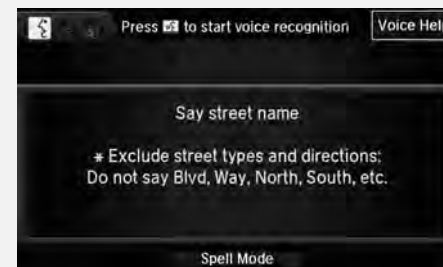 Press to start voice recognition
Voice Help
Say street name
* Exclude street types and directions:
Do not say Blvd, Way, North, South, etc.
Spell Mode